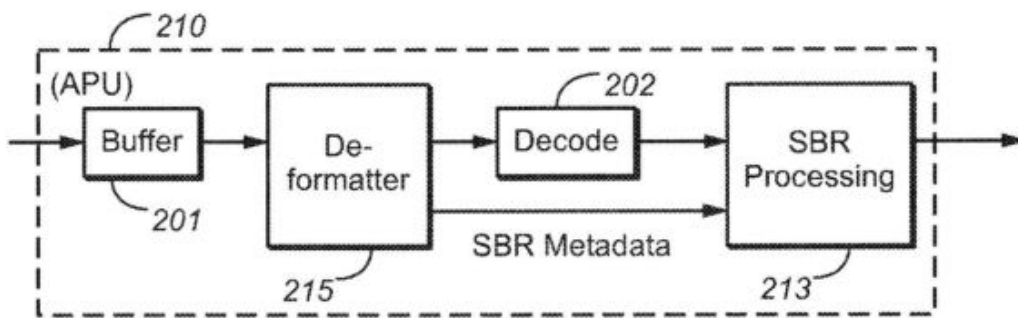 210
(APU)
202
Buffer
De-
formatter
Decode
SBR
Processing
201
SBR Metadata
215
213